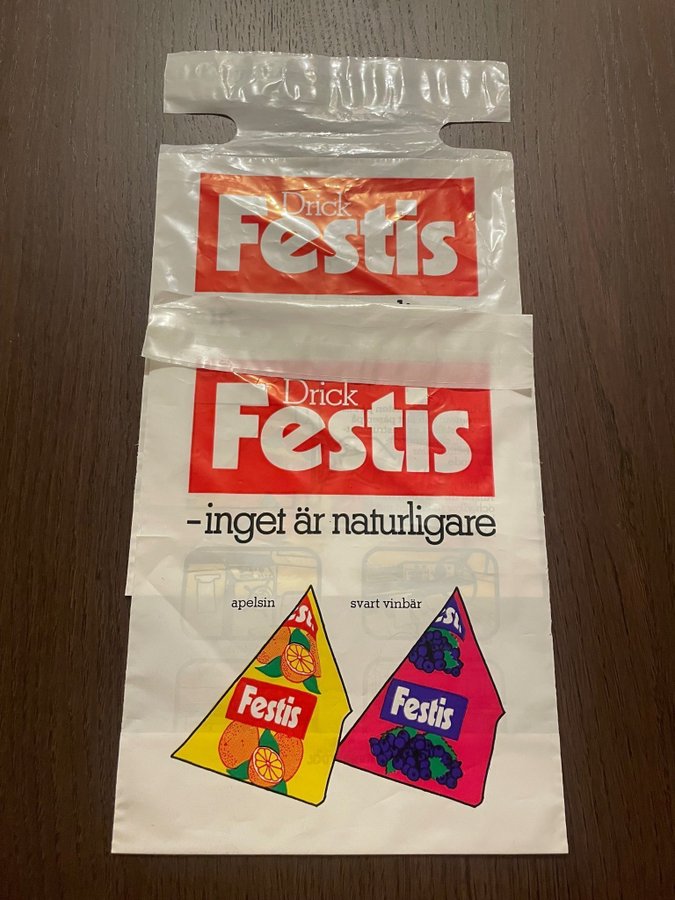 Drick
Festis
Drick
Festis
– inget är naturligare
apelsin
svart vinbär
Festis
Festis